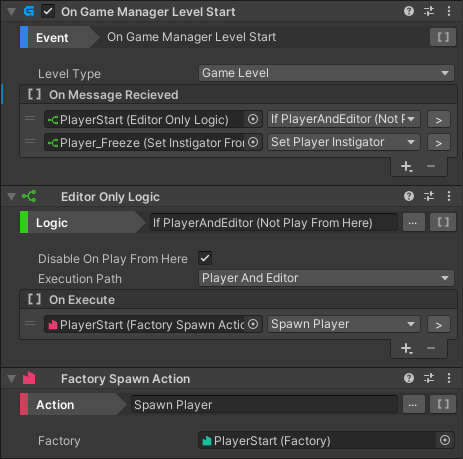 On Game Manager Level Start
Event On Game Manager Level Start
Level Type Game Level
On Message Recieved
PlayerStart (Editor Only Logic) If PlayerAndEditor (Not F >
Player_Freeze (Set Instigator Fron Set Player Instigator >
Editor Only Logic
Logic If PlayerAndEditor (Not Play From Here) ...
Disable On Play From Here
Execution Path Player And Editor
On Execute
PlayerStart (Factory Spawn Actio Spawn Player >
Factory Spawn Action
Action Spawn Player ...
Factory PlayerStart (Factory)